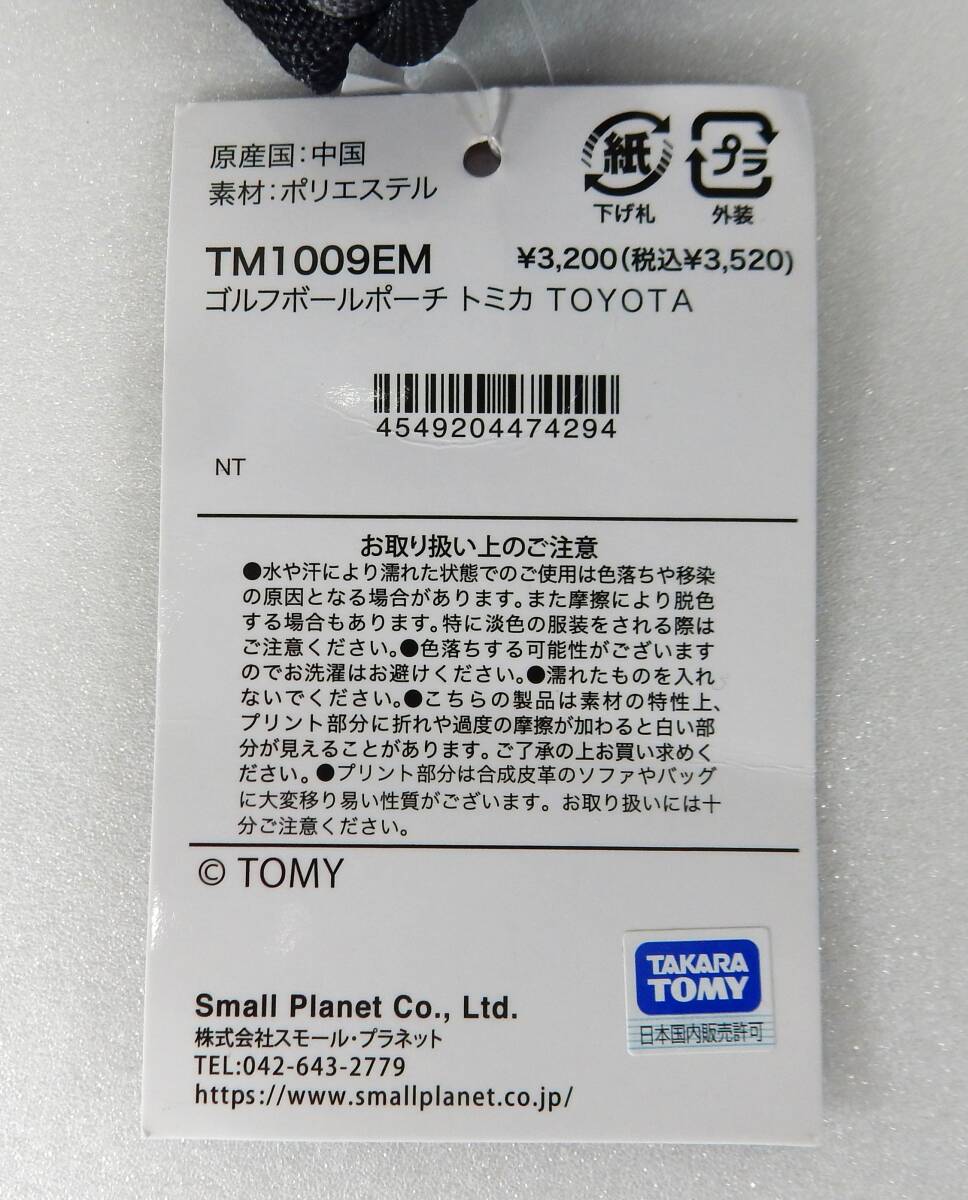 原産国:中国
素材:ポリエステル
紙
下げ札
プラ
外装
TM1009EM
¥3,200(税込¥3,520)
ゴルフボールポーチ トミカ TOYOTA
4549204474294
NT
お取り扱い上のご注意
●水や汗により濡れた状態でのご使用は色落ちや移染
の原因となる場合があります。また摩擦により脱色
する場合もあります。特に淡色の服装をされる際は
ご注意ください。●色落ちする可能性がございます
のでお洗濯はお避けください。●濡れたものを入れ
ないでください。●こちらの製品は素材の特性上、
プリント部分に折れや過度の摩擦が加わると白い部
分が見えることがあります。ご了承の上お買い求めく
ださい。●プリント部分は合成皮革のソファやバッグ
に大変移り易い性質がございます。お取り扱いには十
分ご注意ください。
© TOMY
TAKARA
TOMY
日本国内販売許可
Small Planet Co., Ltd.
株式会社スモール・プラネット
TEL:042-643-2779
https://www.smallplanet.co.jp/